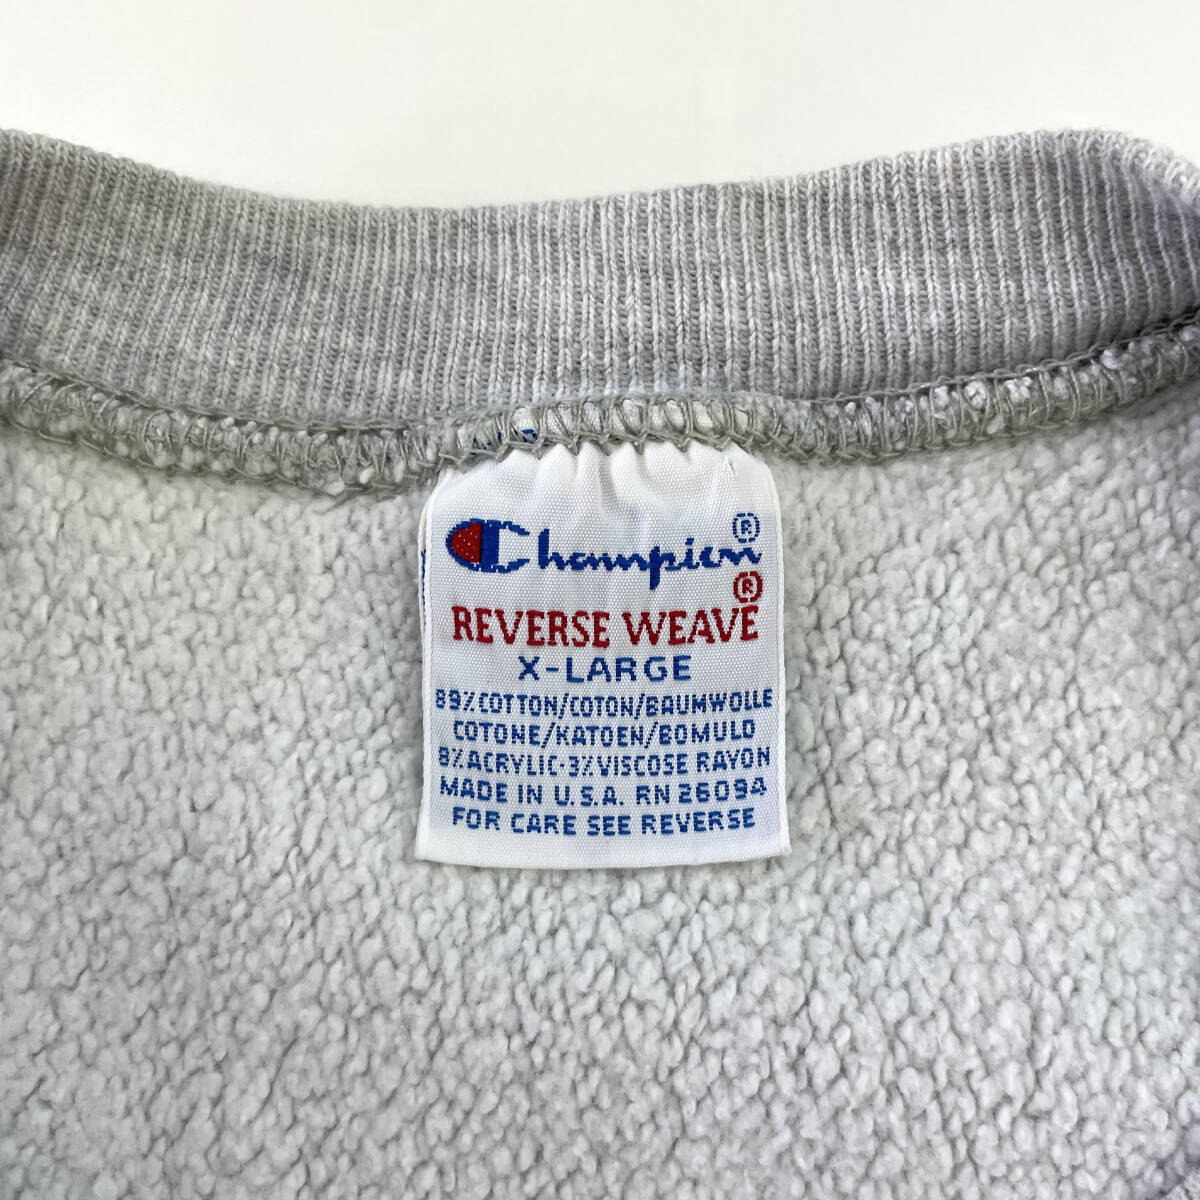 Champion®
REVERSE WEAVE®
X-LARGE
89% COTTON/COTON/BAUMWOLLE
COTONE/KATOEN/BOMULD
8% ACRYLIC·3% VISCOSE RAYON
MADE IN U.S.A. RN 26094
FOR CARE SEE REVERSE